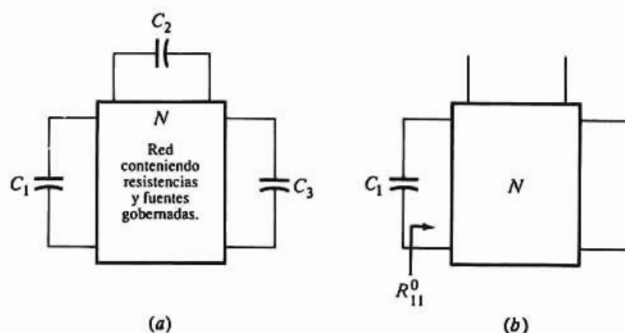 C₂
N
Red
conteniendo
resistencias
y fuentes
gobernadas.
C₁
C₃
(a)
C₁
N
R⁰₁₁
(b)